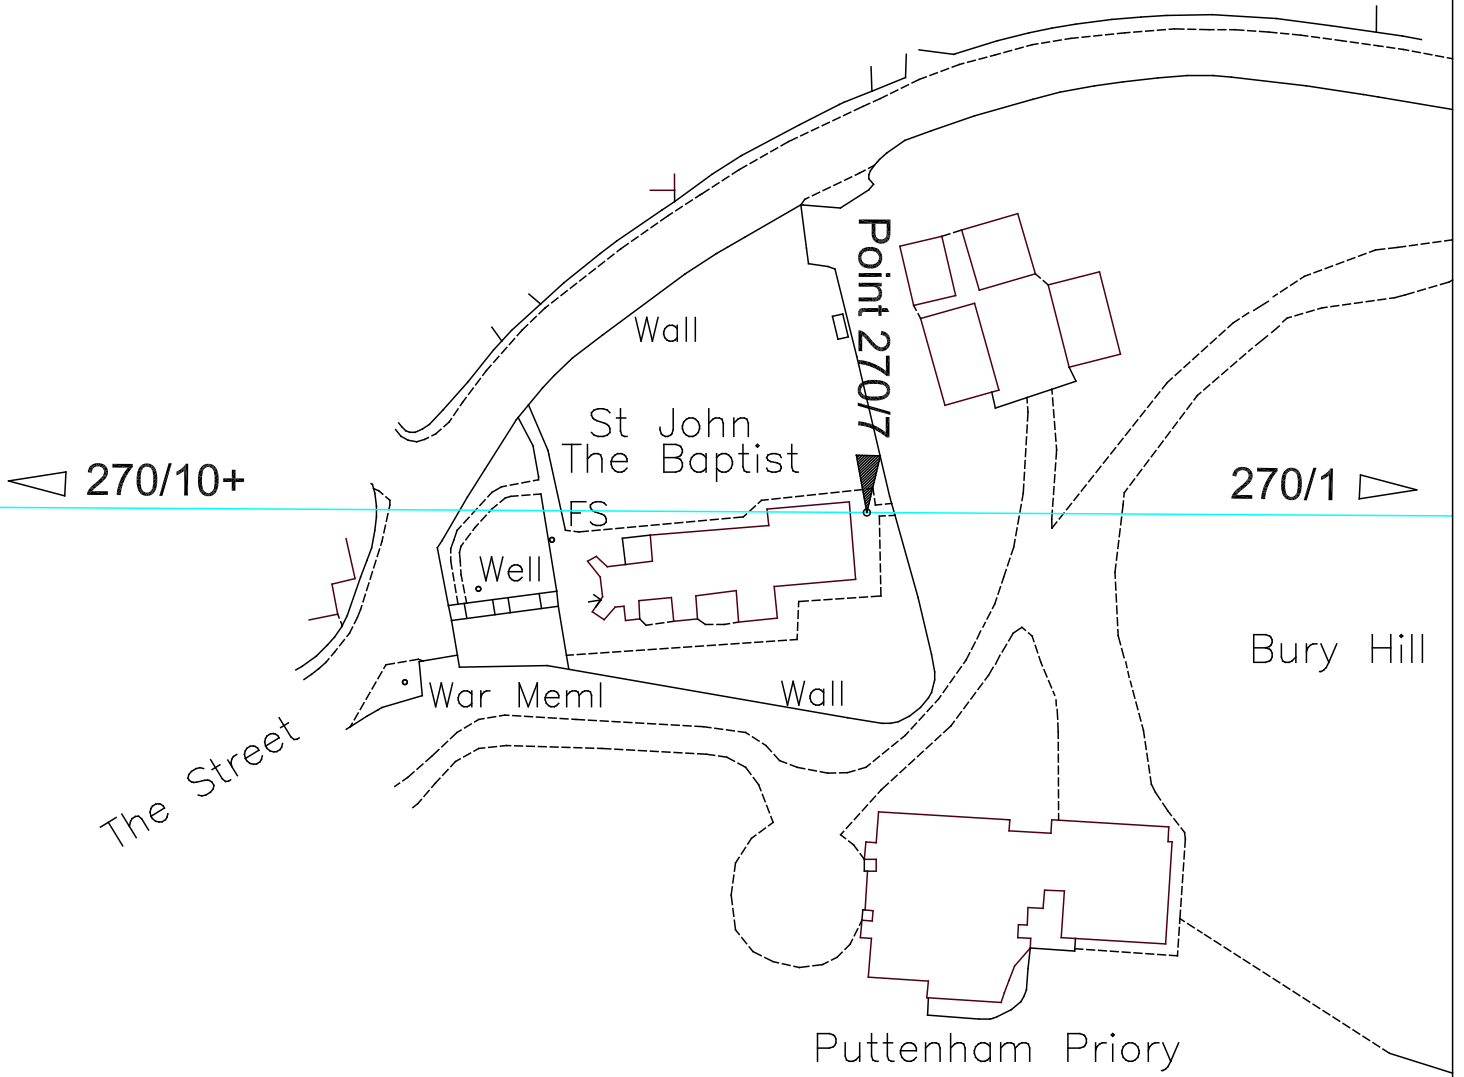 Point 270/7
Wall
St John
The Baptist
270/10+
270/1
FS
Well
Bury Hill
War Meml
Wall
The Street
Puttenham Priory